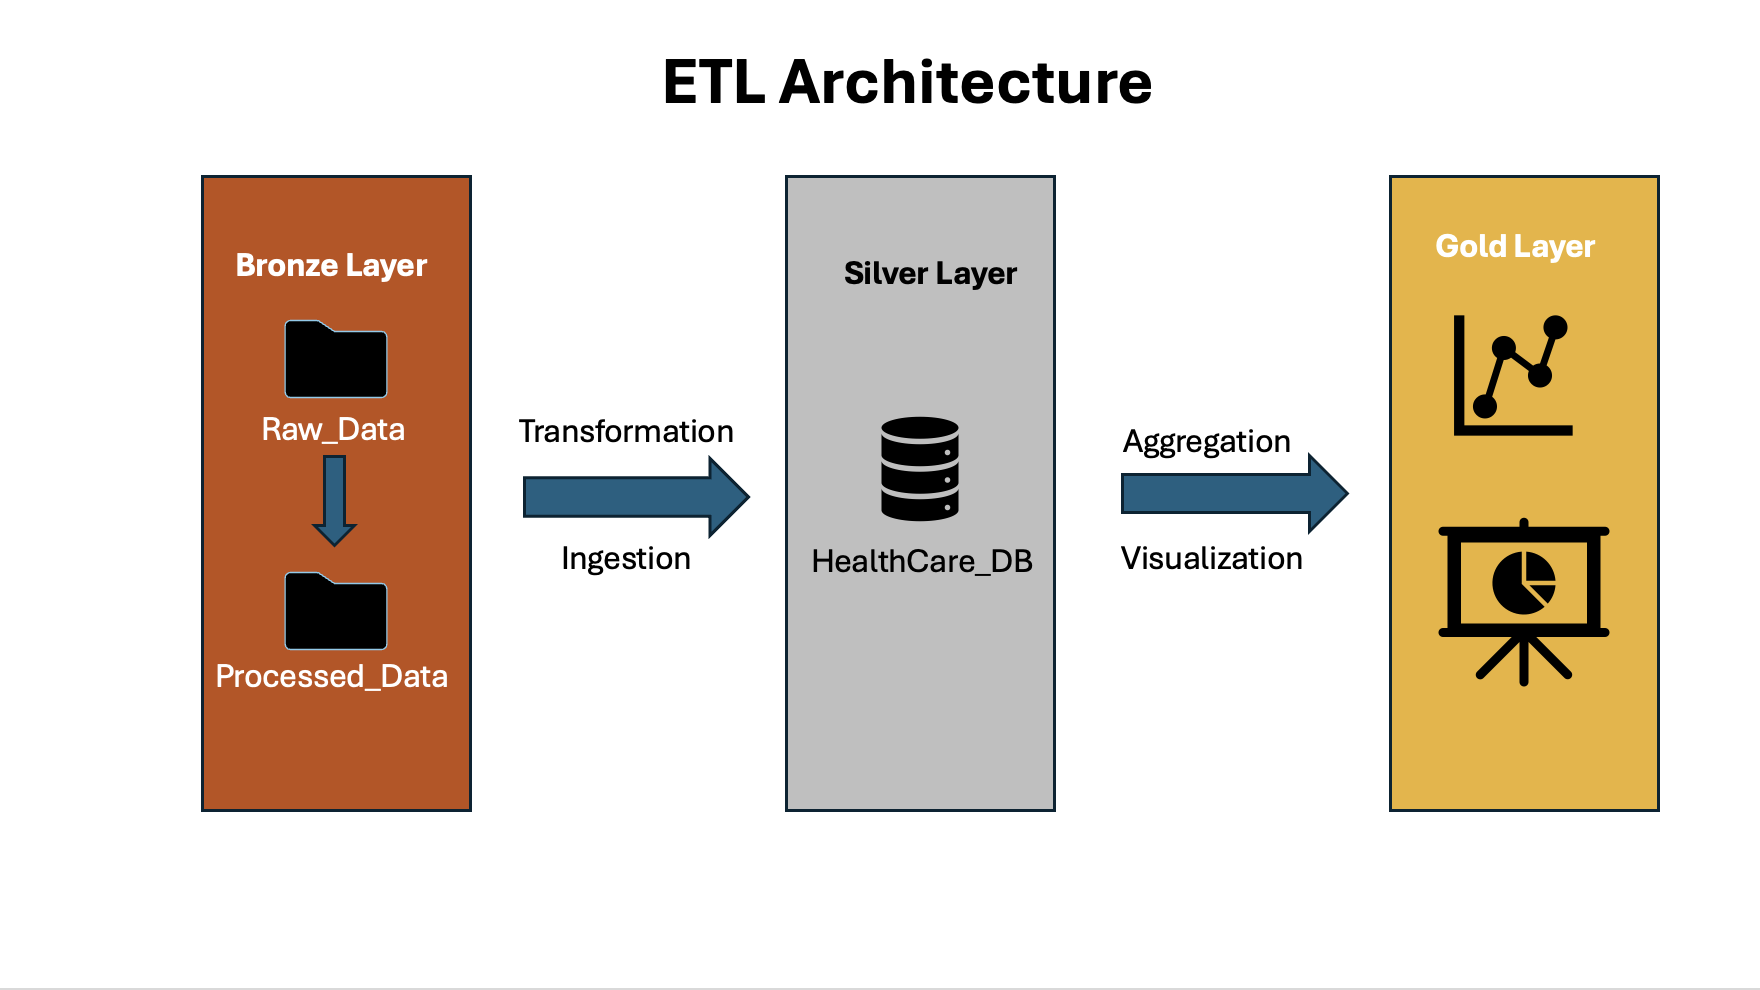 ETL Architecture
Bronze Layer
Raw_Data
Processed_Data
Transformation
Ingestion
Silver Layer
HealthCare_DB
Aggregation
Visualization
Gold Layer